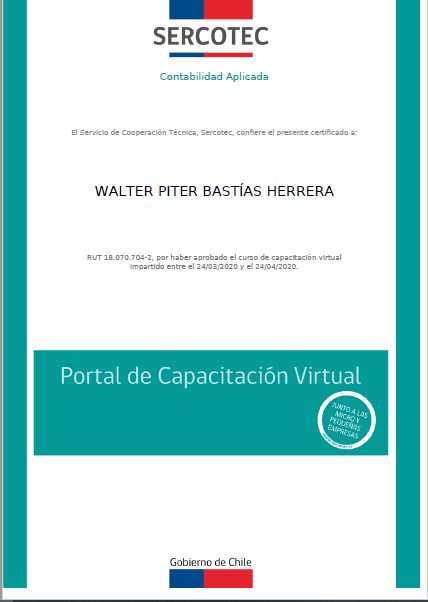 SERCOTEC
Contabilidad Aplicada
El Servicio de Cooperación Técnica, Sercotec, confiere el presente certificado a:
WALTER PITER BASTÍAS HERRERA
RUT 18.070.704-2, por haber aprobado el curso de capacitación virtual
impartido entre el 24/03/2020 y el 24/04/2020.
Portal de Capacitación Virtual
JUNTO A LAS
MICRO Y
PEQUEÑAS
EMPRESAS
Gobierno de Chile